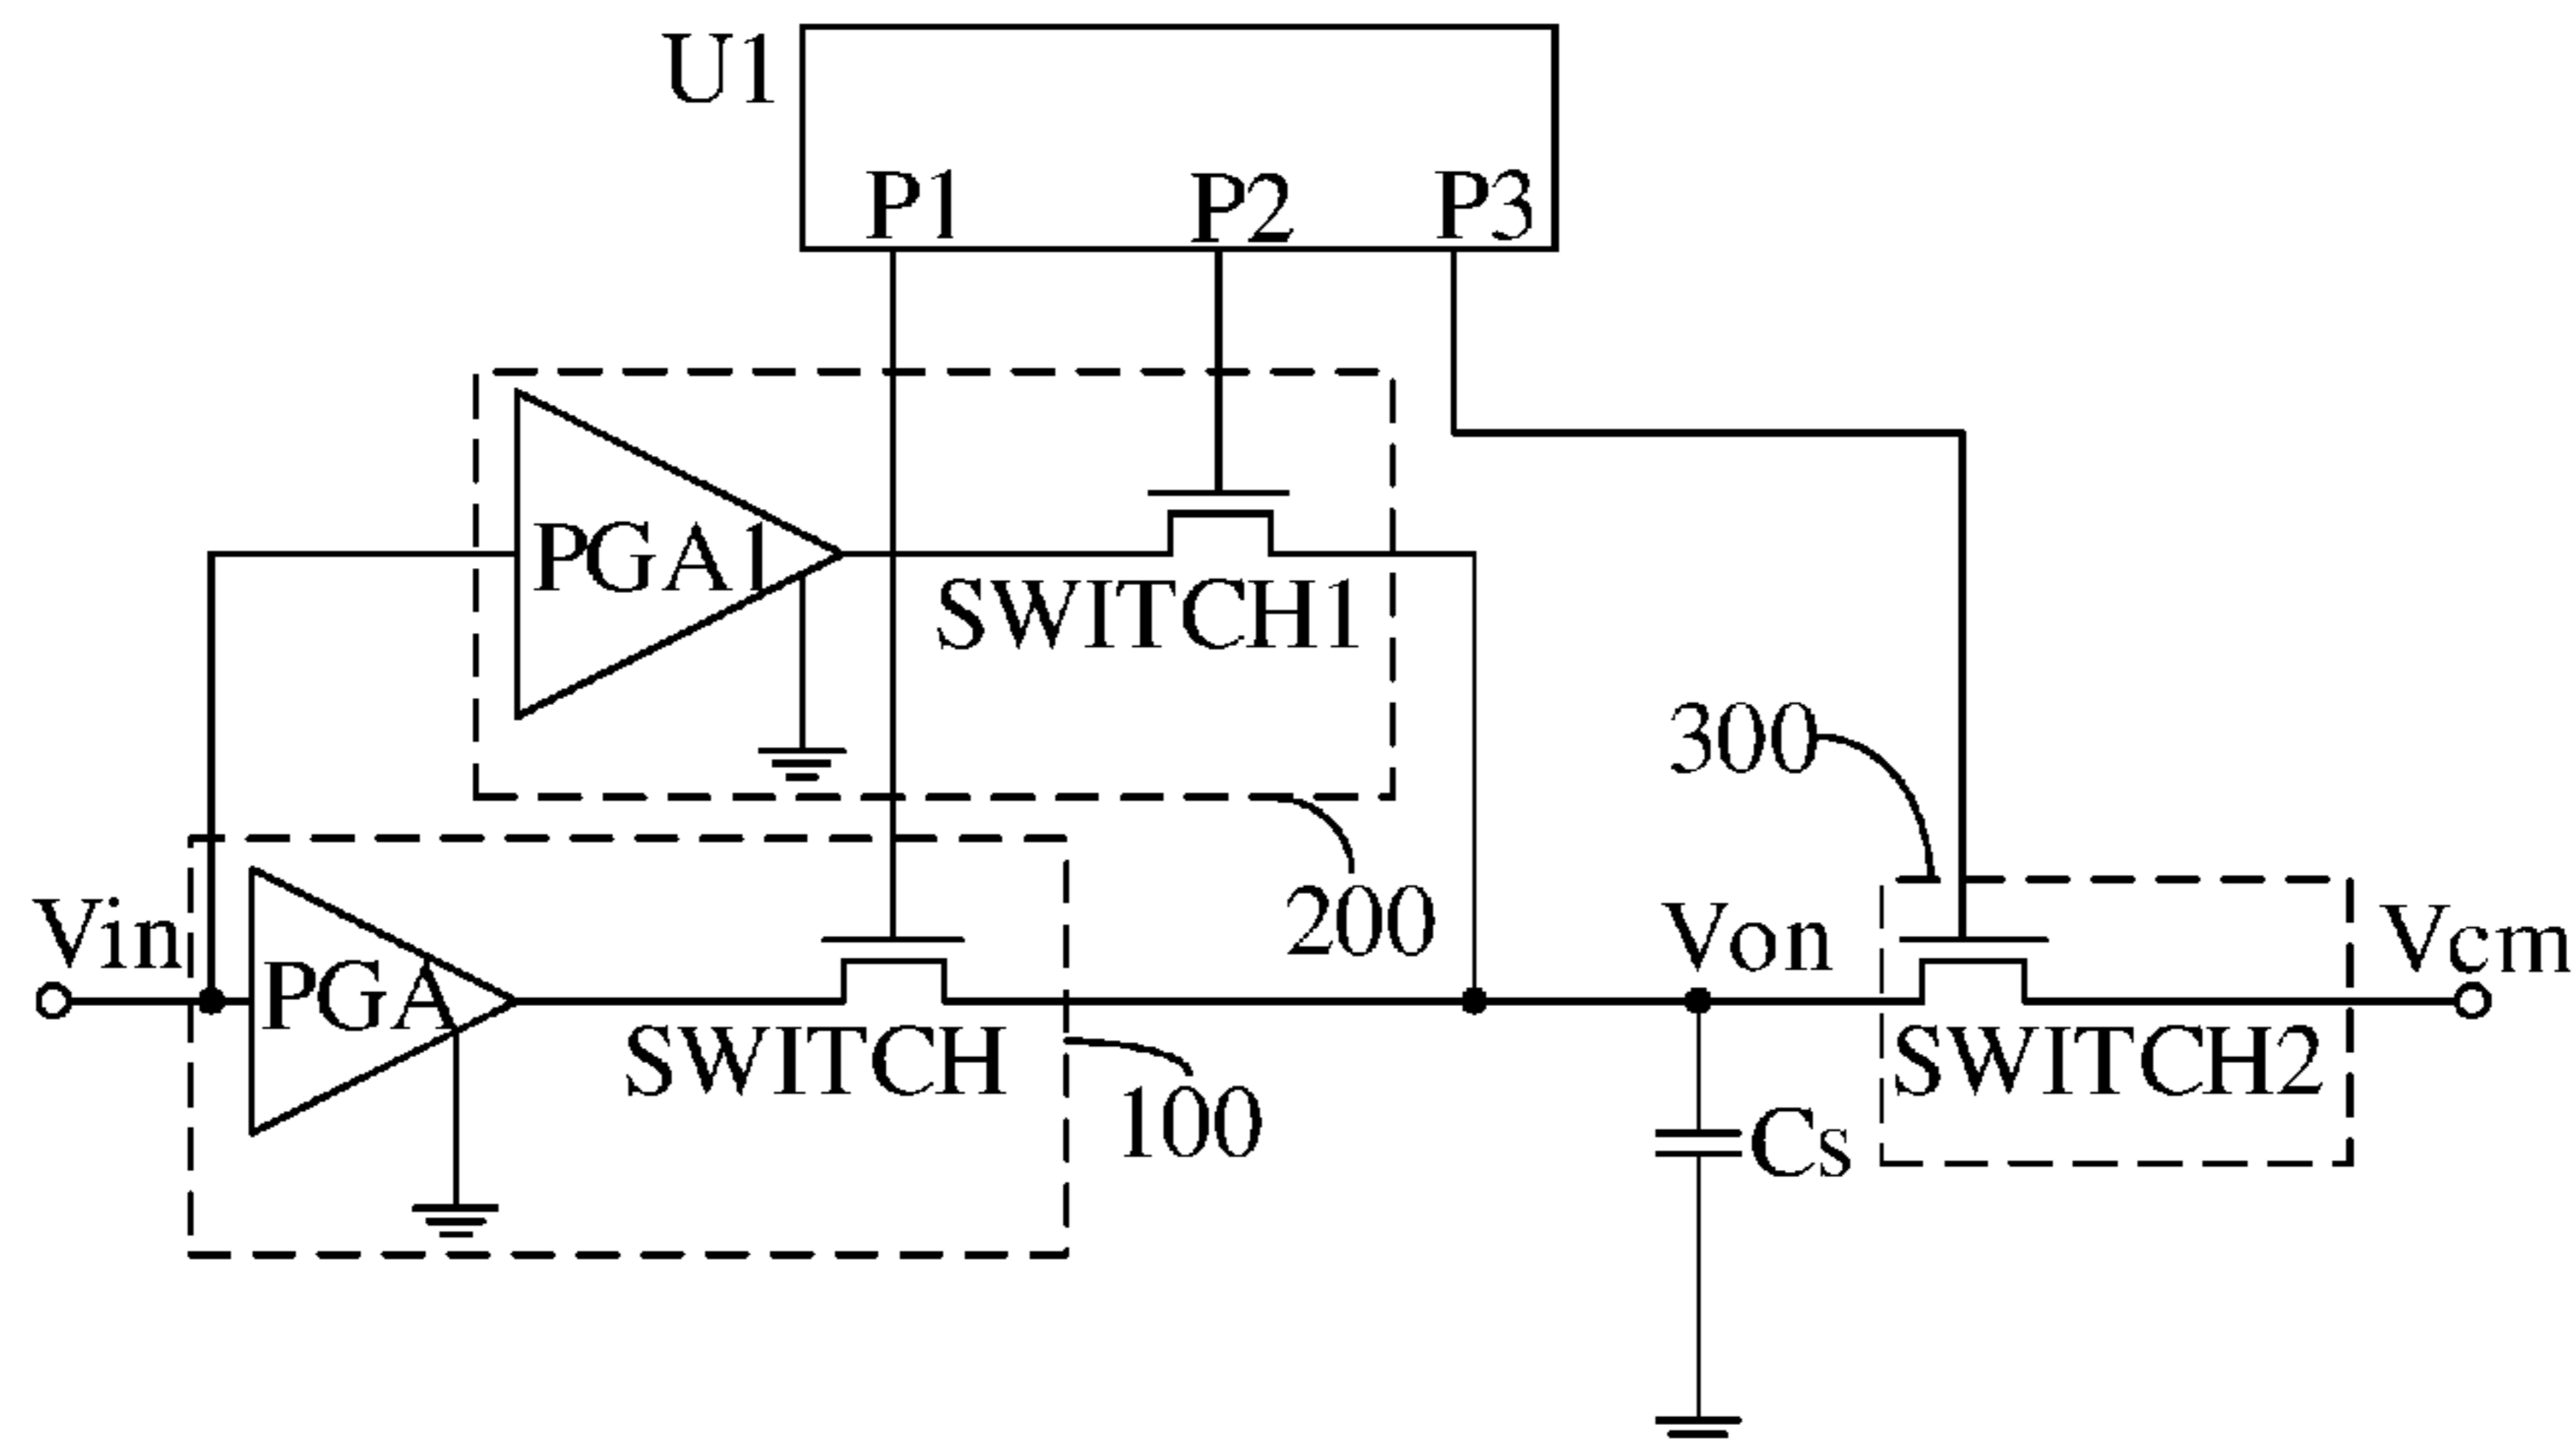 U1
P1 P2 P3
PGA1
SWITCH1
300
200
Vin
PGA
Von
Vcm
SWITCH
SWITCH2
100
Cs